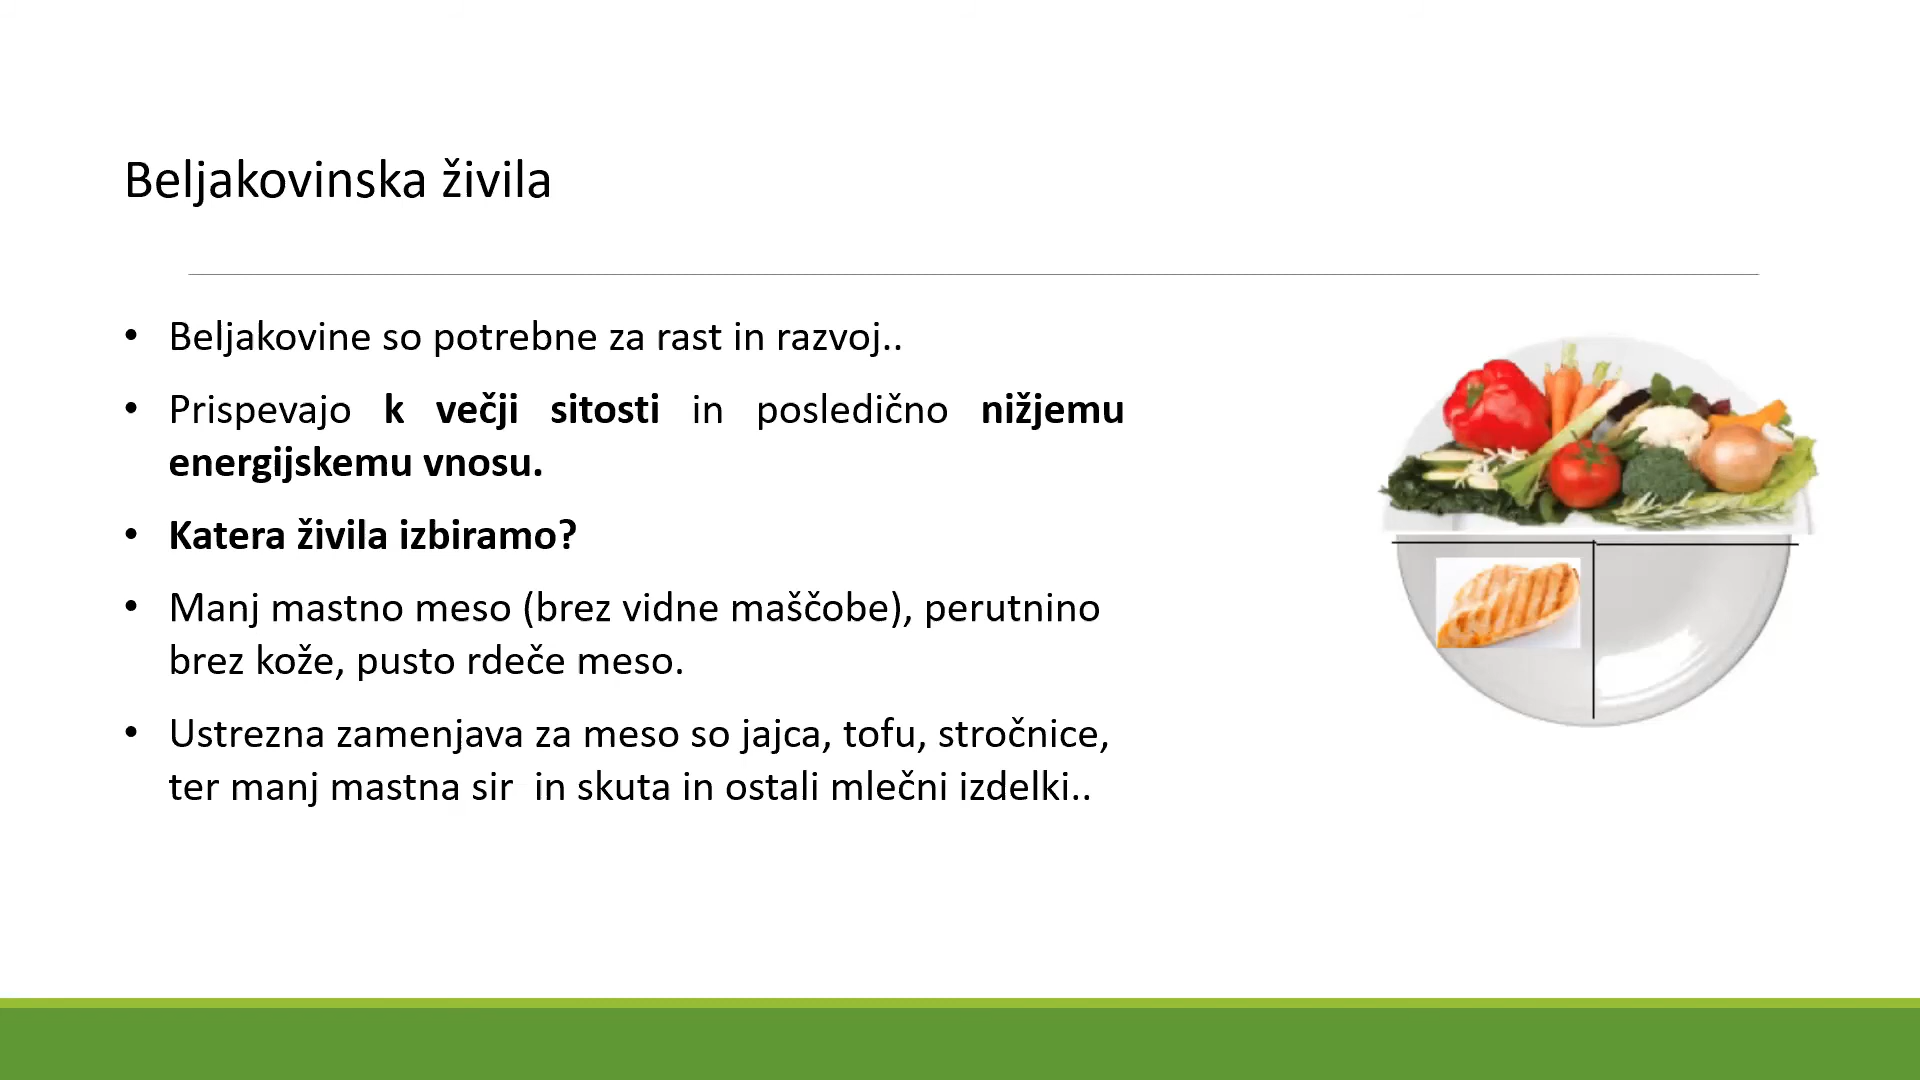 Beljakovinska živila
• Beljakovine so potrebne za rast in razvoj..
• Prispevajo k večji sitosti in posledično nižjemu
energijskemu vnosu.
• Katera živila izbiramo?
• Manj mastno meso (brez vidne maščobe), perutnino
brez kože, pusto rdeče meso.
• Ustrezna zamenjava za meso so jajca, tofu, stročnice,
ter manj mastna sir  in skuta in ostali mlečni izdelki..